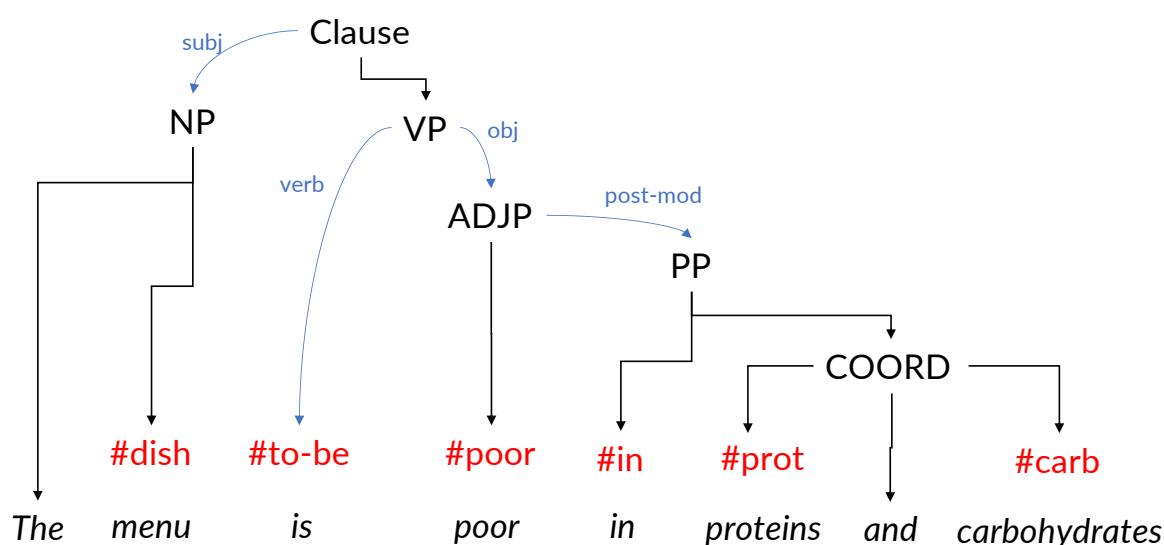 Clause
subj
NP
VP
obj
verb
ADJP
post-mod
PP
COORD
#dish #to-be #poor #in #prot #carb
The menu is poor in proteins and carbohydrates